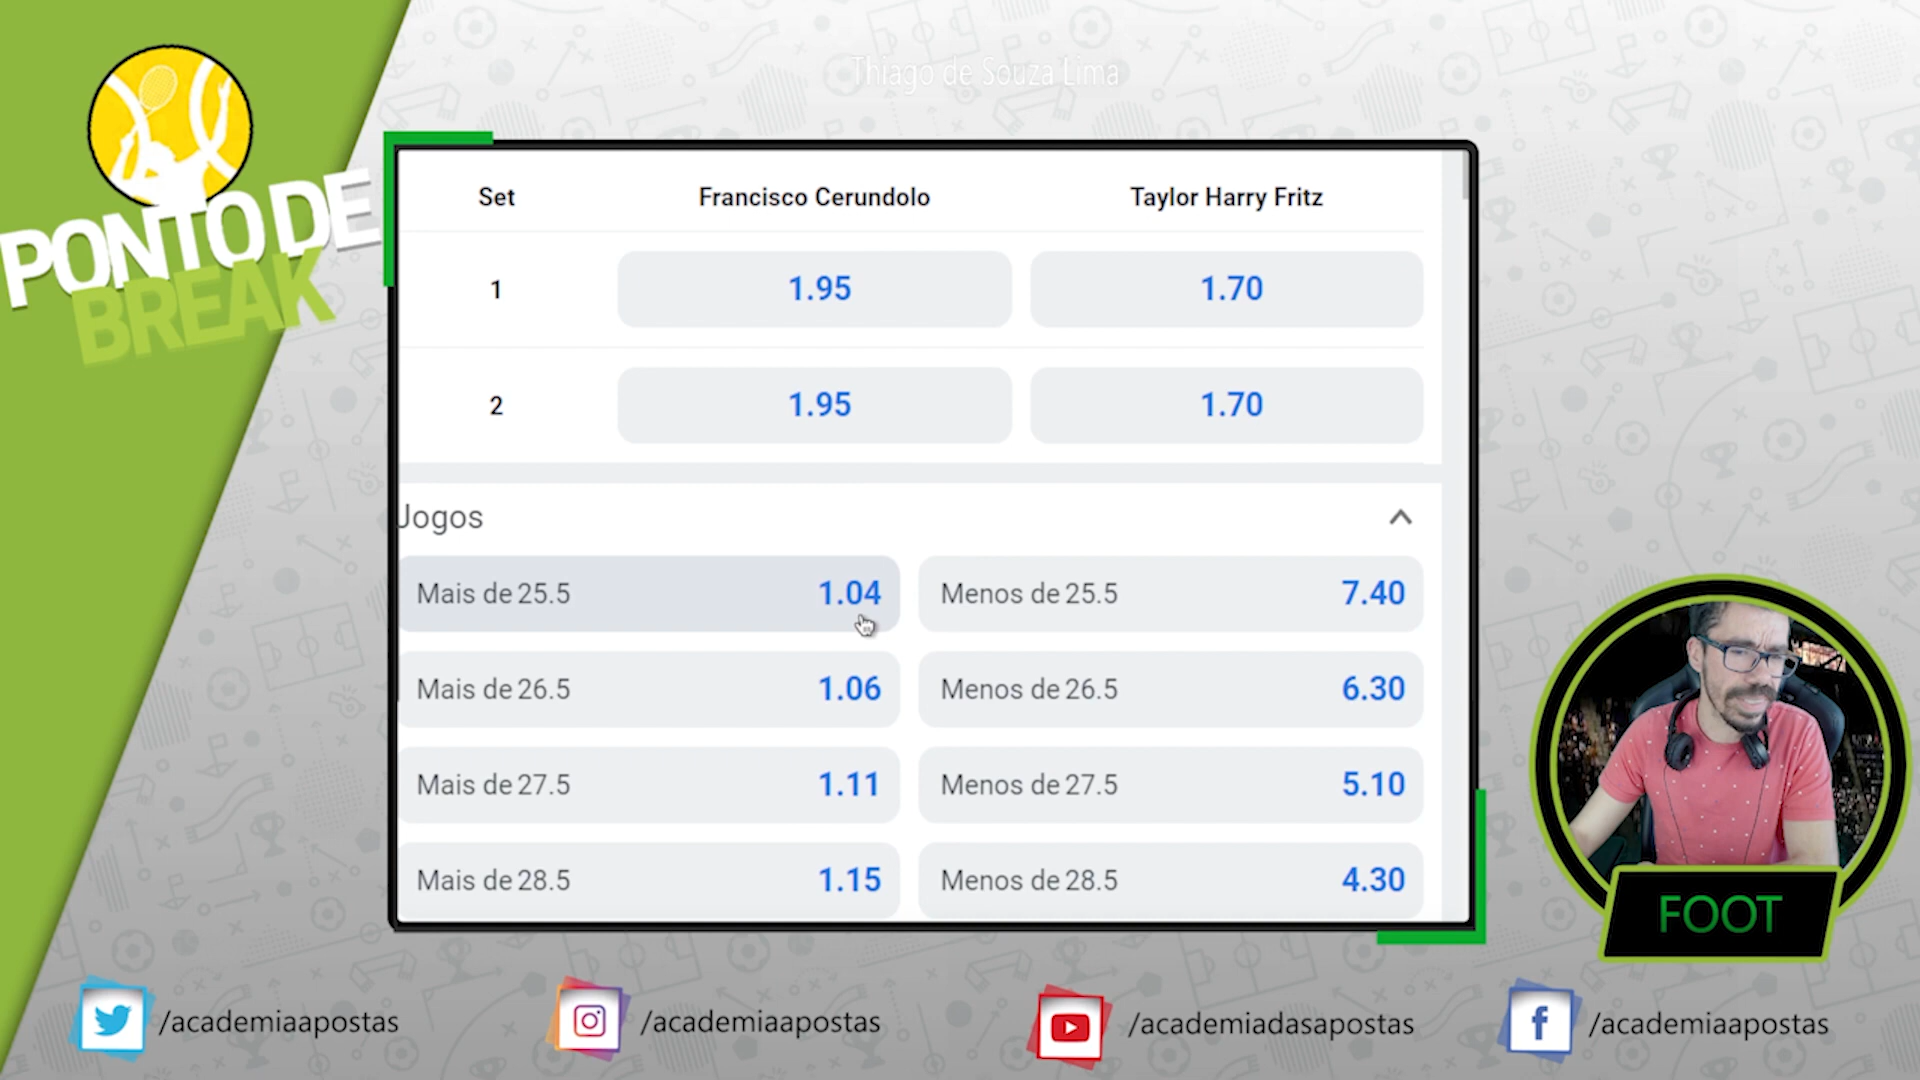 Thiago de Souza Lima
PONTO DE
BREAK
Set Francisco Cerundolo Taylor Harry Fritz
1 1.95 1.70
2 1.95 1.70
Jogos
Mais de 25.5 1.04 Menos de 25.5 7.40
Mais de 26.5 1.06 Menos de 26.5 6.30
Mais de 27.5 1.11 Menos de 27.5 5.10
Mais de 28.5 1.15 Menos de 28.5 4.30
FOOT
/academiaapostas /academiaapostas /academiadasapostas /academiaapostas